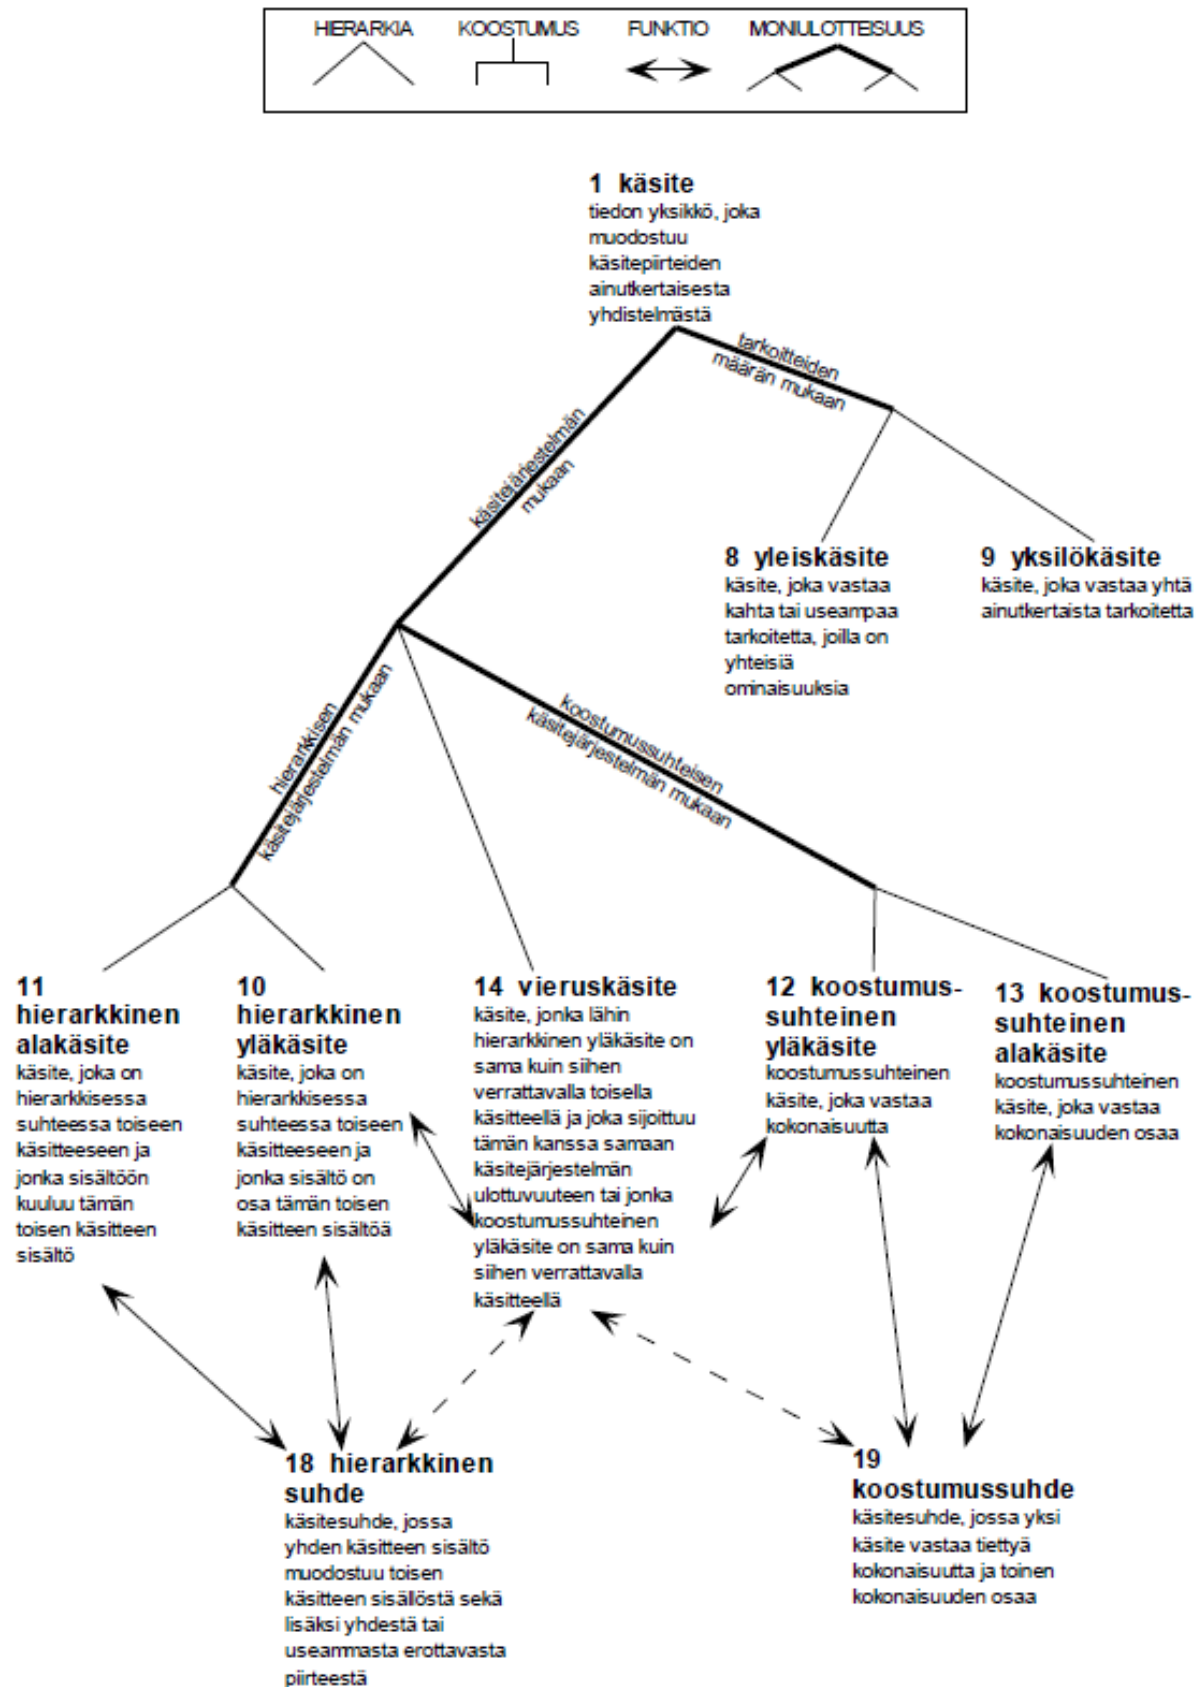 HIERARKIA KOOSTUMUS FUNKTIO MONIULOTTEISUUS
1 käsite
tiedon yksikkö, joka
muodostuu
käsitepiirteiden
ainutkertaisesta
yhdistelmästä
tarkoitteiden
määrän mukaan
käsitejärjestelmän
mukaan
8 yleiskäsite
käsite, joka vastaa
kahta tai useampaa
tarkoitetta, joilla on
yhteisiä
ominaisuuksia
9 yksilökäsite
käsite, joka vastaa yhtä
ainutkertaista tarkoitetta
hierarkkisen
käsitejärjestelmän mukaan
koostumussuhteisen
käsitejärjestelmän mukaan
11
hierarkkinen
alakäsite
käsite, joka on
hierarkkisessa
suhteessa toiseen
käsitteeseen ja
jonka sisältöön
kuuluu tämän
toisen käsitteen
sisältö
10
hierarkkinen
yläkäsite
käsite, joka on
hierarkkisessa
suhteessa toiseen
käsitteeseen ja
jonka sisältö on
osa tämän toisen
käsitteen sisältöä
14 vieruskäsite
käsite, jonka lähin
hierarkkinen yläkäsite on
sama kuin siihen
verrattavalla toisella
käsitteellä ja joka sijoittuu
tämän kanssa samaan
käsitejärjestelmän
ulottuvuuteen tai jonka
koostumussuhteinen
yläkäsite on sama kuin
siihen verrattavalla
käsitteellä
12 koostumus-
suhteinen
yläkäsite
koostumussuhteinen
käsite, joka vastaa
kokonaisuutta
13 koostumus-
suhteinen
alakäsite
koostumussuhteinen
käsite, joka vastaa
kokonaisuuden osaa
18 hierarkkinen
suhde
käsitesuhde, jossa
yhden käsitteen sisältö
muodostuu toisen
käsitteen sisällöstä sekä
lisäksi yhdestä tai
useammasta erottavasta
piirteestä
19
koostumussuhde
käsitesuhde, jossa yksi
käsite vastaa tiettyä
kokonaisuutta ja toinen
kokonaisuuden osaa